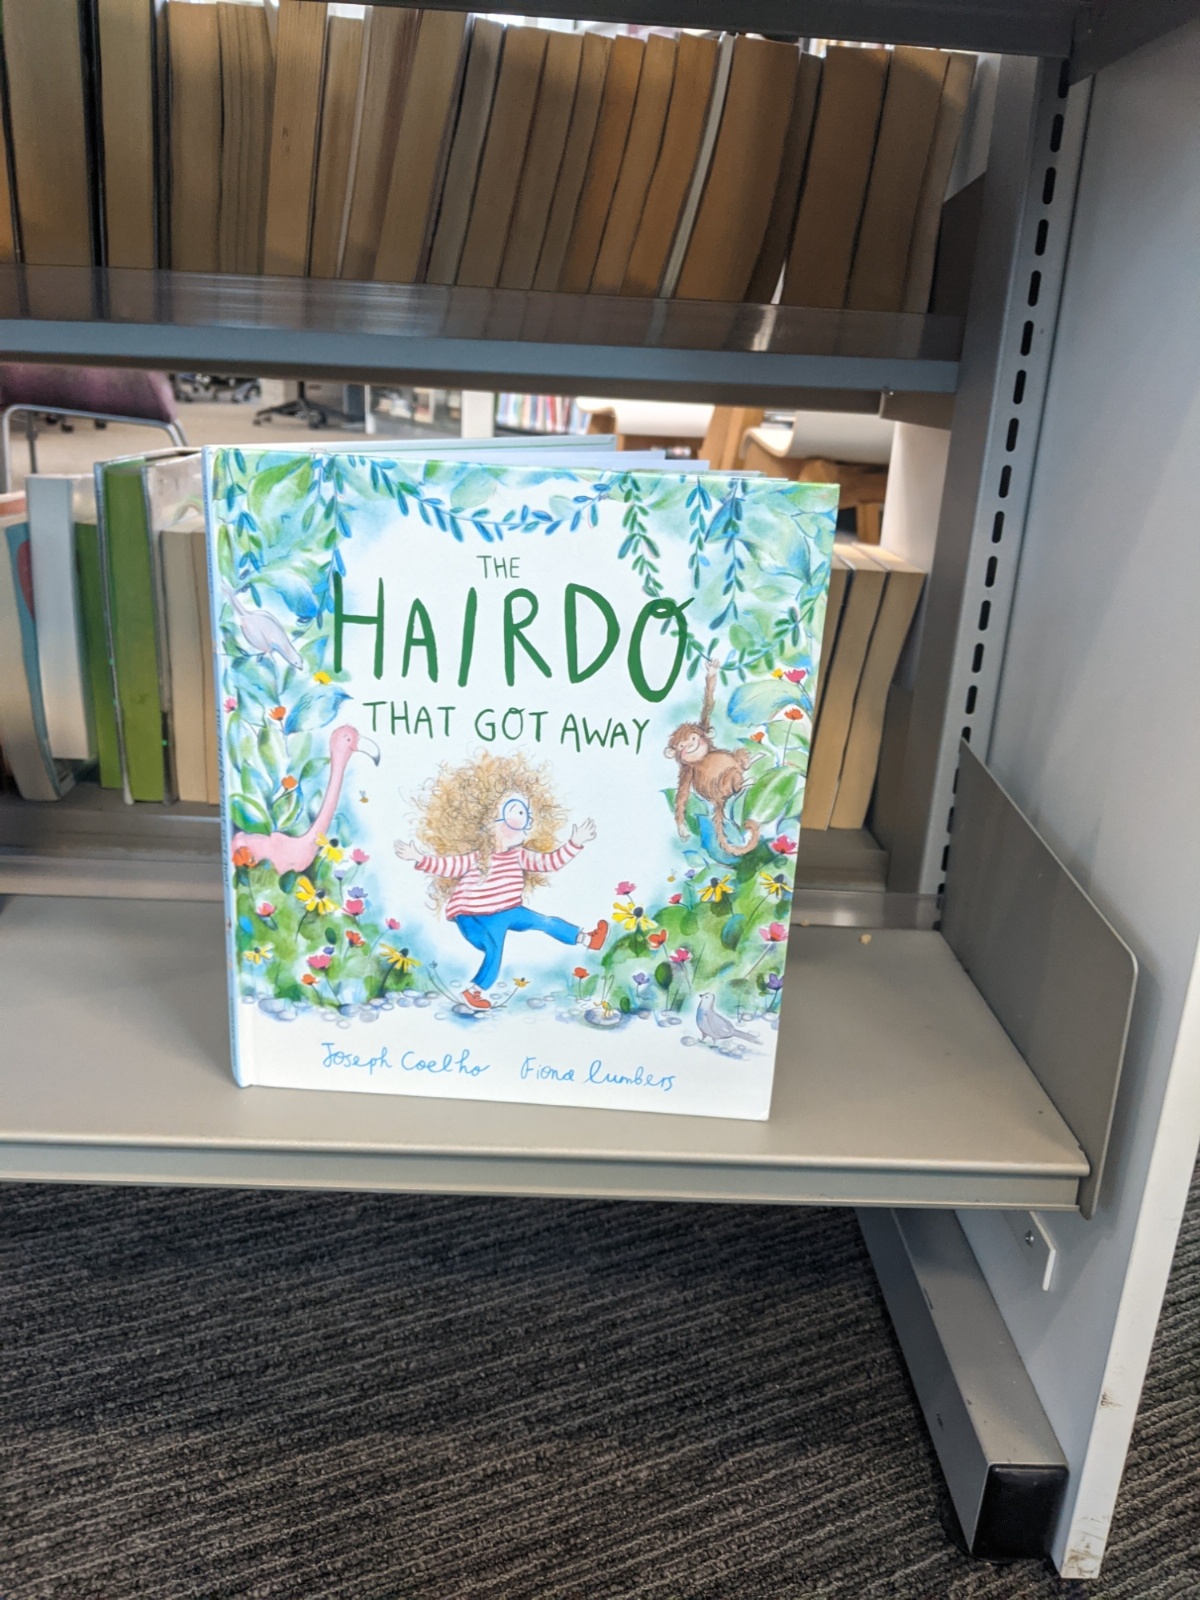 THE
HAIRDO
THAT GOT AWAY
Joseph Coelho Fiona Lumbers